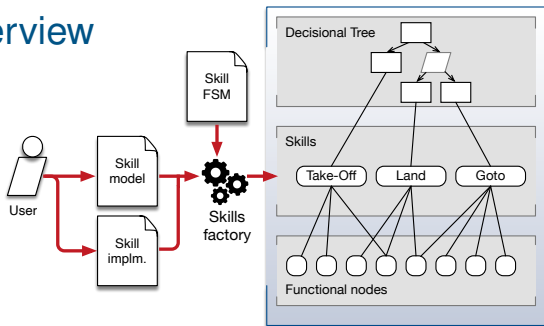 erview
Decisional Tree
Skill
FSM
Skills
Skill
model
Take-Off
Land
Goto
User
Skills
factory
Skill
implm.
Functional nodes